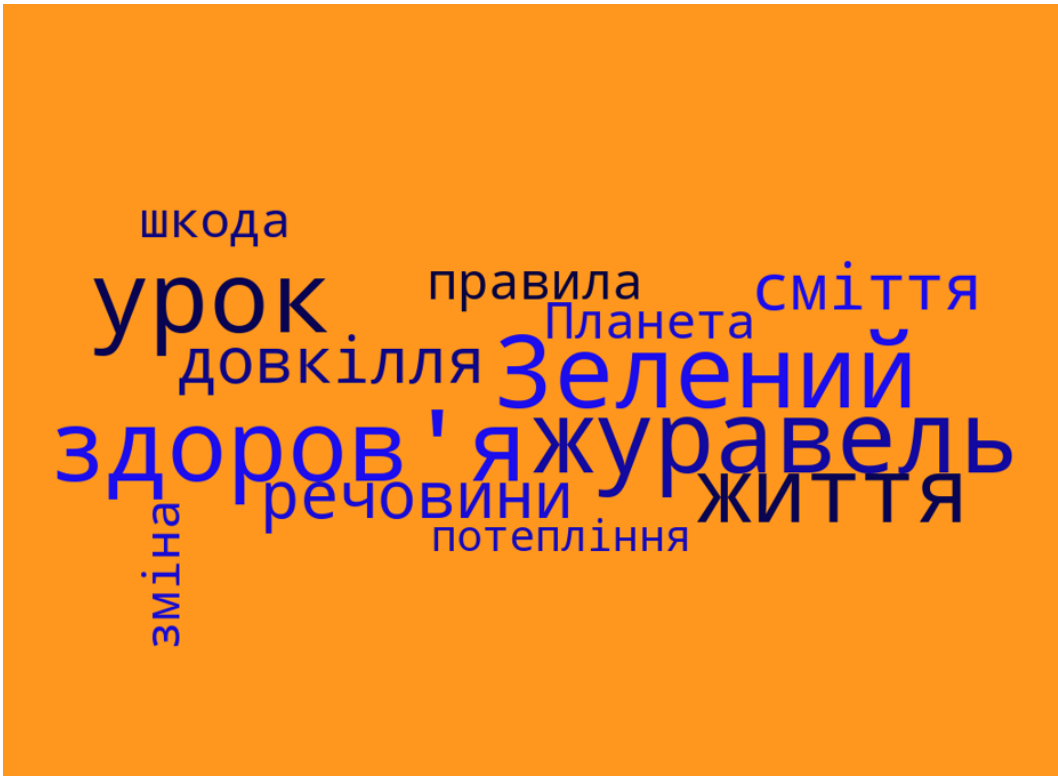 шкода
урок
правила
сміття
Планета
довкілля
Зелений
здоров'я
журавель
речовини
життя
потепління
зміна